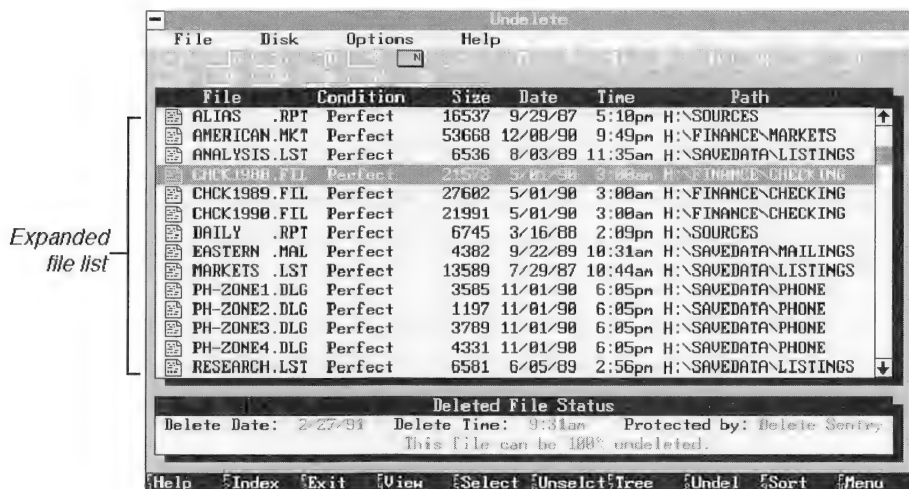 Undelete
File Disk Options Help
N
File Condition Size Date Time Path
ALIAS .RPT Perfect 16537 9/29/87 5:10pm H:\SOURCES
AMERICAN.MKT Perfect 53668 12/08/90 9:49pm H:\FINANCE\MARKETS
ANALYSIS.LST Perfect 6536 8/03/89 11:35am H:\SAVEDATA\LISTINGS
CHCK1988.FIL Perfect 21578 5/01/90 3:00am H:\FINANCE\CHECKING
CHCK1989.FIL Perfect 27602 5/01/90 3:00am H:\FINANCE\CHECKING
CHCK1990.FIL Perfect 21991 5/01/90 3:00am H:\FINANCE\CHECKING
DAILY .RPT Perfect 6745 3/16/88 2:09pm H:\SOURCES
EASTERN .MAL Perfect 4382 9/22/89 10:31am H:\SAVEDATA\MAILINGS
MARKETS .LST Perfect 13589 7/29/87 10:44am H:\SAVEDATA\LISTINGS
PH-ZONE1.DLG Perfect 3585 11/01/90 6:05pm H:\SAVEDATA\PHONE
PH-ZONE2.DLG Perfect 1197 11/01/90 6:05pm H:\SAVEDATA\PHONE
PH-ZONE3.DLG Perfect 3789 11/01/90 6:05pm H:\SAVEDATA\PHONE
PH-ZONE4.DLG Perfect 4331 11/01/90 6:05pm H:\SAVEDATA\PHONE
RESEARCH.LST Perfect 6581 6/05/89 2:56pm H:\SAVEDATA\LISTINGS
Expanded
file list
Deleted File Status
Delete Date: 2/27/91 Delete Time: 9:31am Protected by: Delete Sentry
This file can be 100% undeleted.
Help Index Exit View Select Unselct Tree Undel Sort Menu